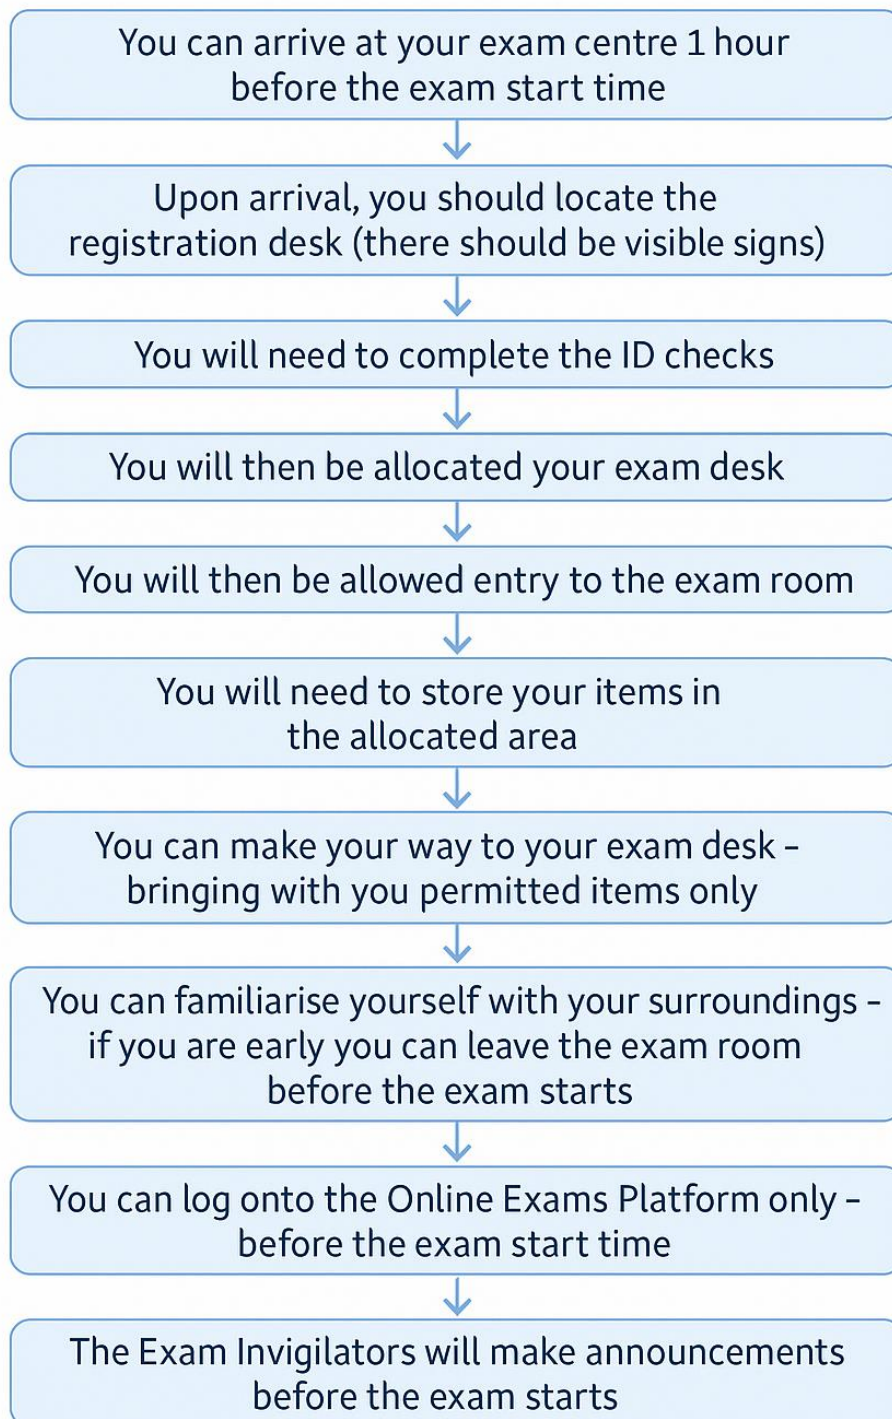 You can arrive at your exam centre 1 hour
before the exam start time
Upon arrival, you should locate the
registration desk (there should be visible signs)
You will need to complete the ID checks
You will then be allocated your exam desk
You will then be allowed entry to the exam room
You will need to store your items in
the allocated area
You can make your way to your exam desk –
bringing with you permitted items only
You can familiarise yourself with your surroundings –
if you are early you can leave the exam room
before the exam starts
You can log onto the Online Exams Platform only –
before the exam start time
The Exam Invigilators will make announcements
before the exam starts